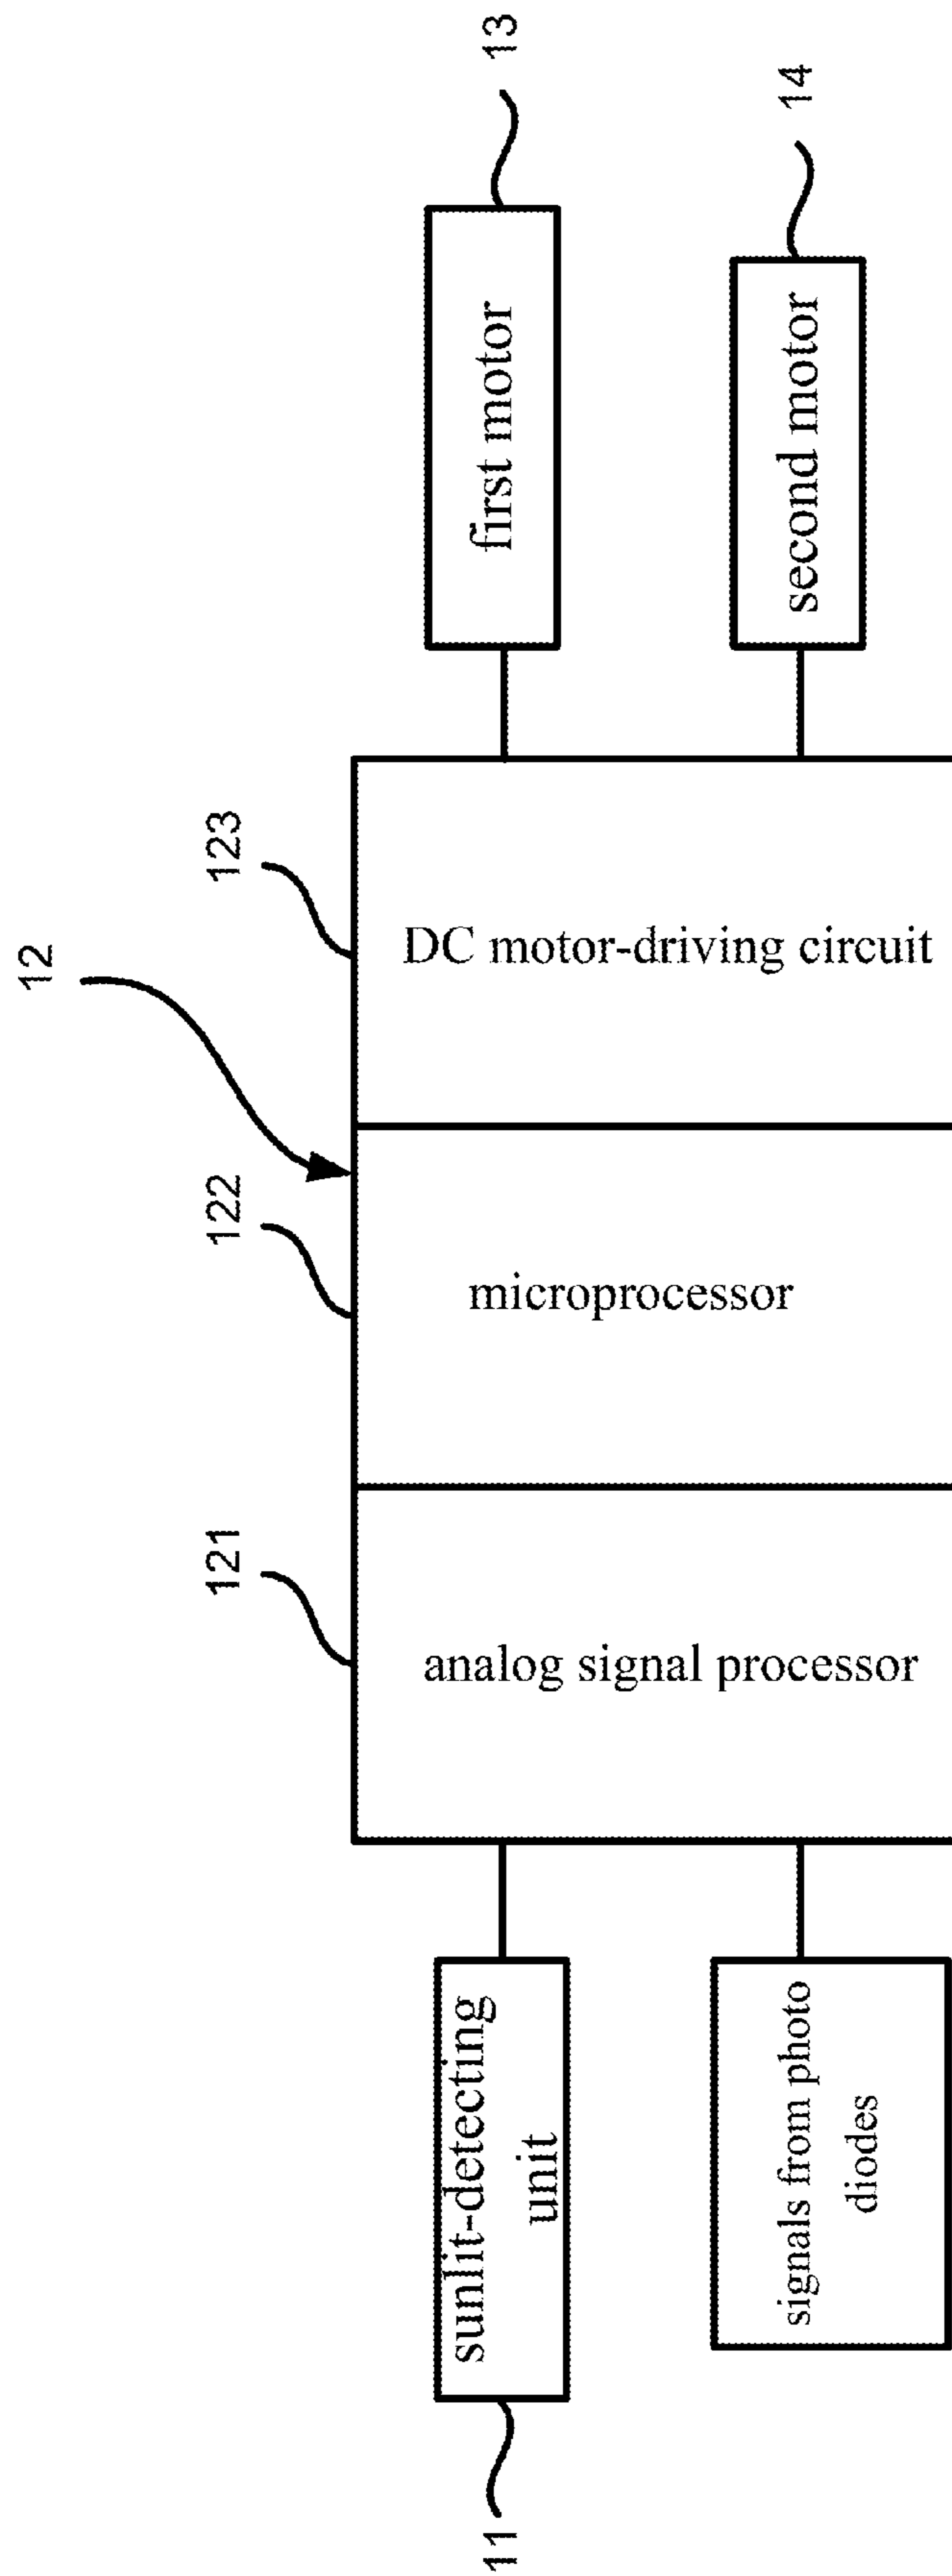 13
first motor
14
second motor
12
123
DC motor-driving circuit
122
microprocessor
121
analog signal processor
sunlit-detecting
unit
11
signals from photo
diodes